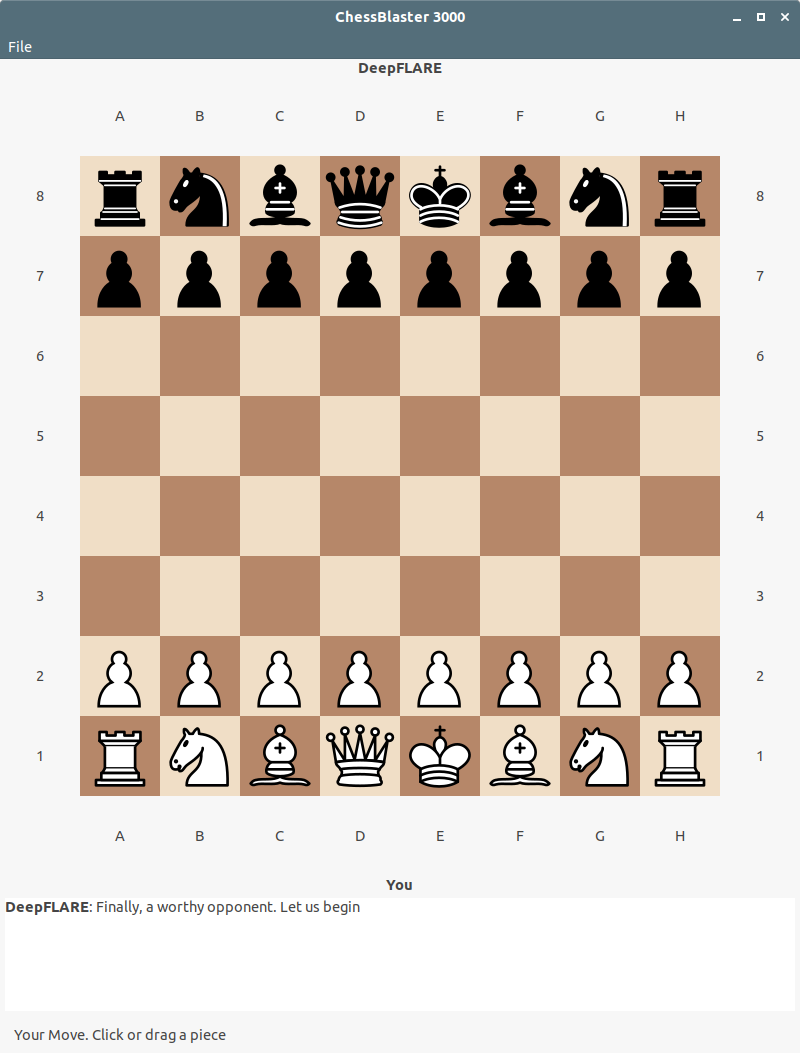 ChessBlaster 3000
File
DeepFLARE
A B C D E F G H
8 8
7 7
6 6
5 5
4 4
3 3
2 2
1 1
A B C D E F G H
You
DeepFLARE: Finally, a worthy opponent. Let us begin
Your Move. Click or drag a piece